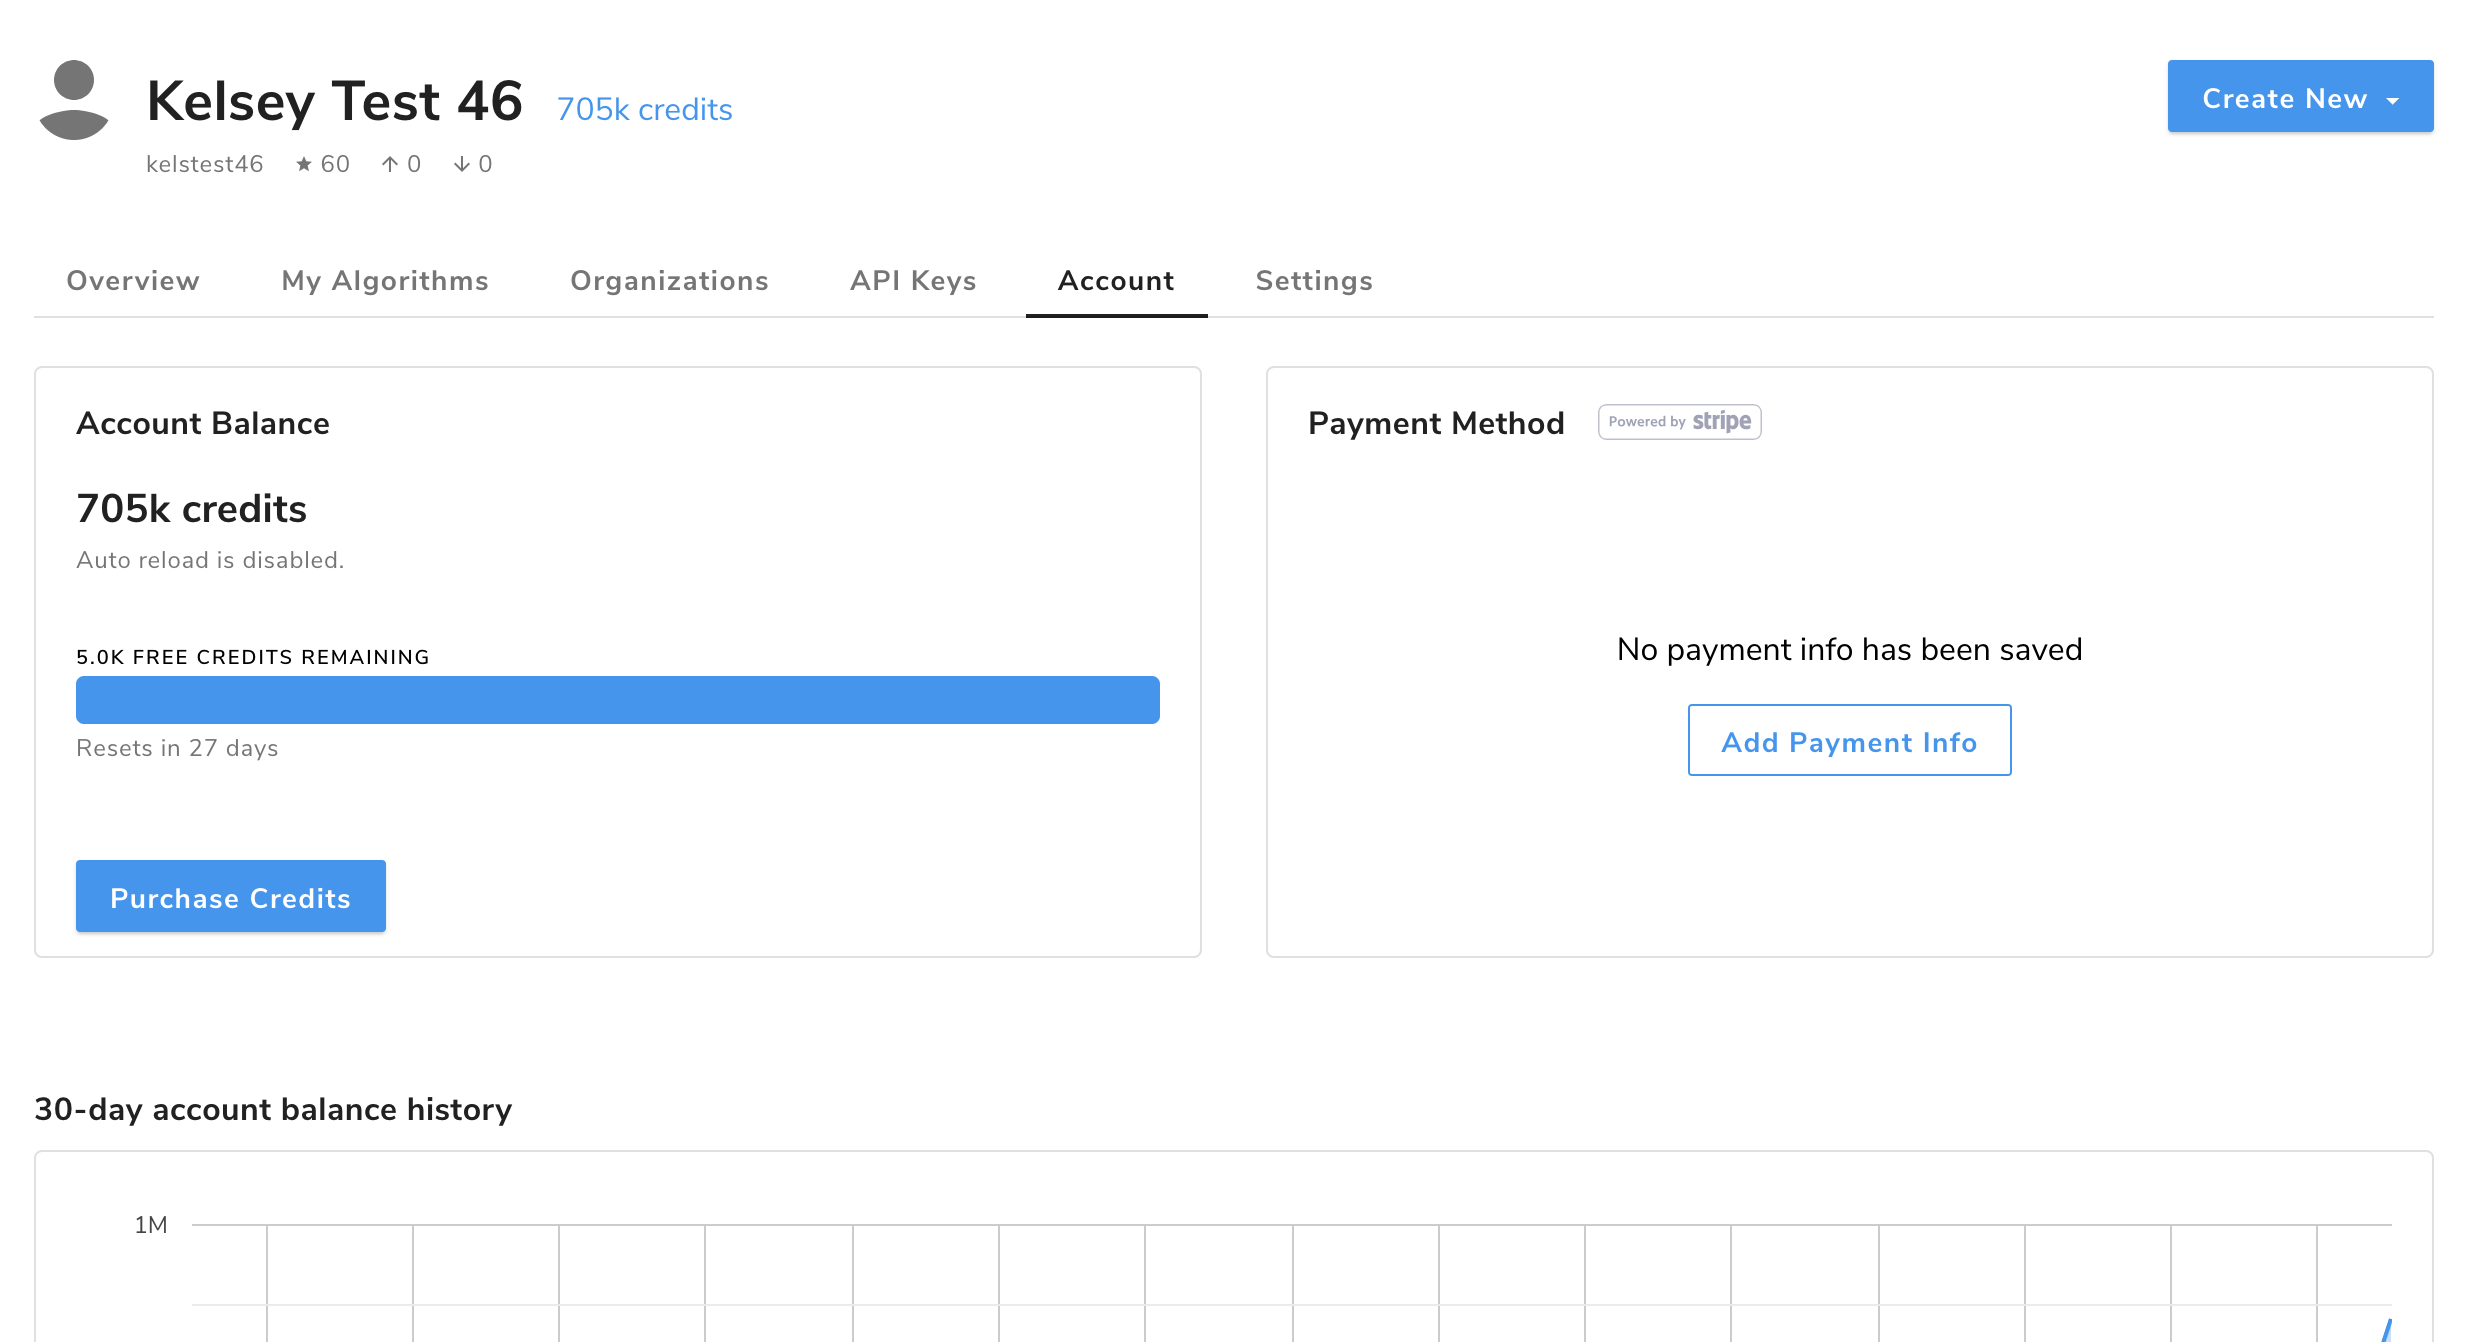 Kelsey Test 46 705k credits
Create New
kelstest46 60 0 0
Overview My Algorithms Organizations API Keys Account Settings
Account Balance
705k credits
Auto reload is disabled.
5.0K FREE CREDITS REMAINING
Resets in 27 days
Purchase Credits
Payment Method Powered by stripe
No payment info has been saved
Add Payment Info
30-day account balance history
1M